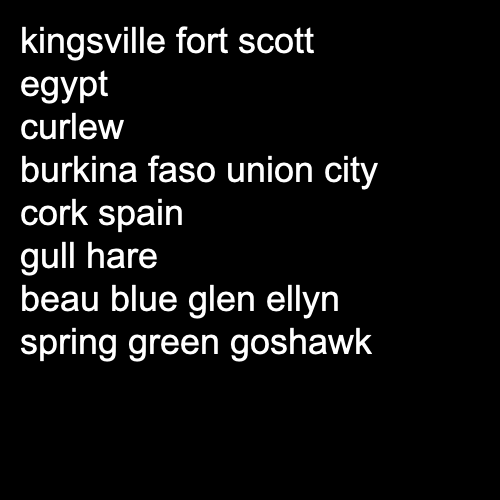 kingsville fort scott
egypt
curlew
burkina faso union city
cork spain
gull hare
beau blue glen ellyn
spring green goshawk